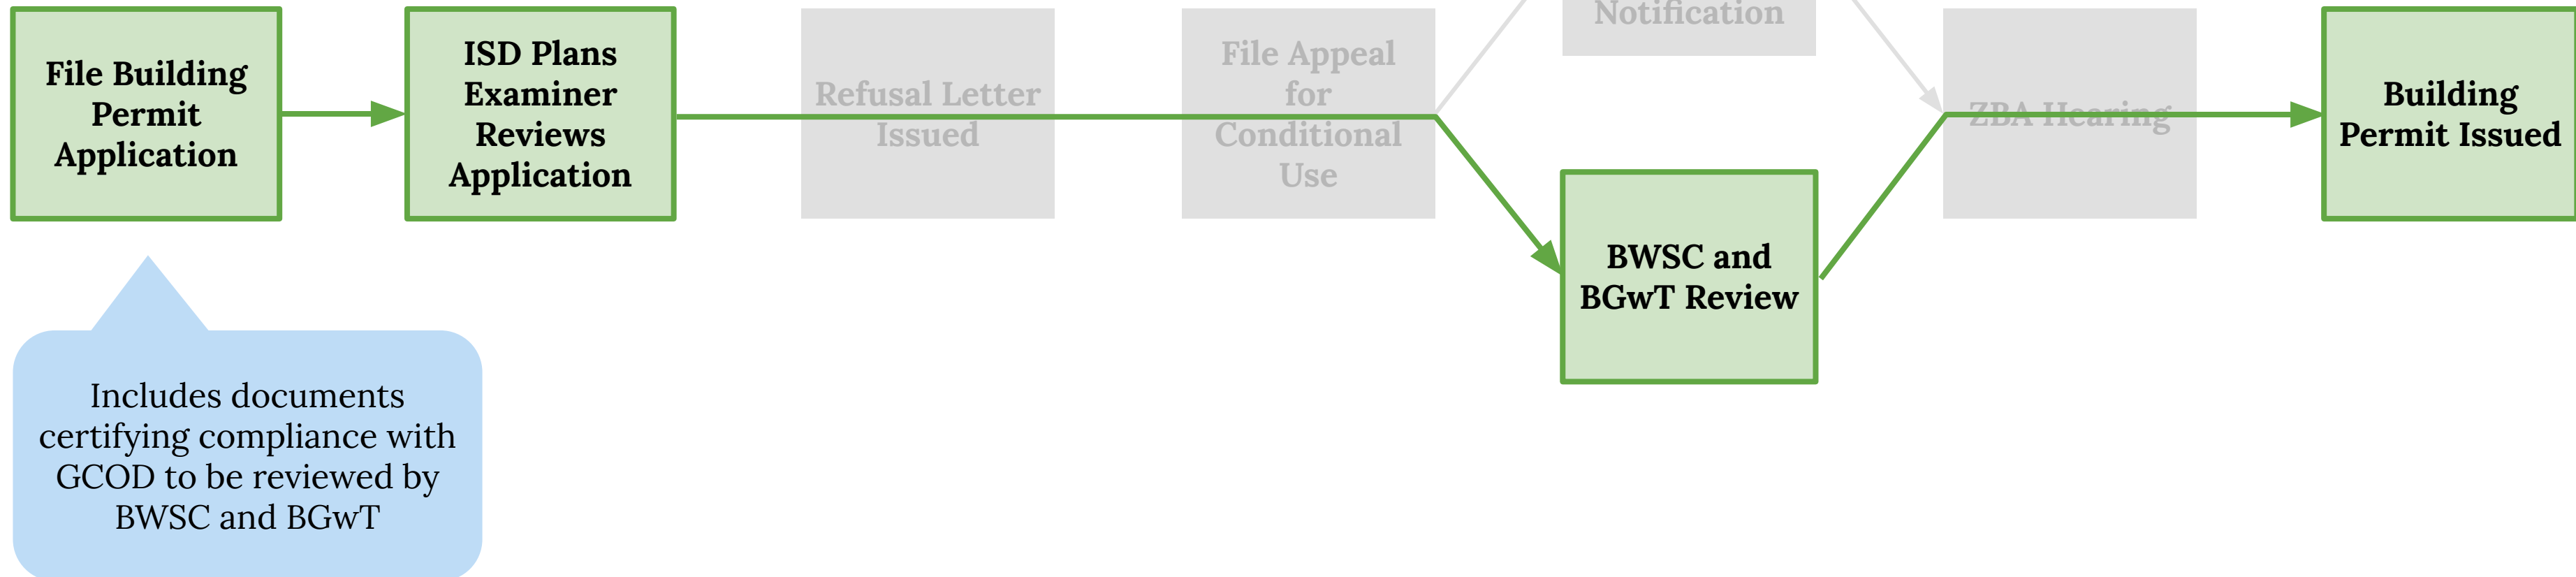 File Building
Permit
Application
ISD Plans
Examiner
Reviews
Application
Refusal Letter
Issued
File Appeal
for
Conditional
Use
Notification
BWSC and
BGwT Review
ZBA Hearing
Building
Permit Issued
Includes documents
certifying compliance with
GCOD to be reviewed by
BWSC and BGwT